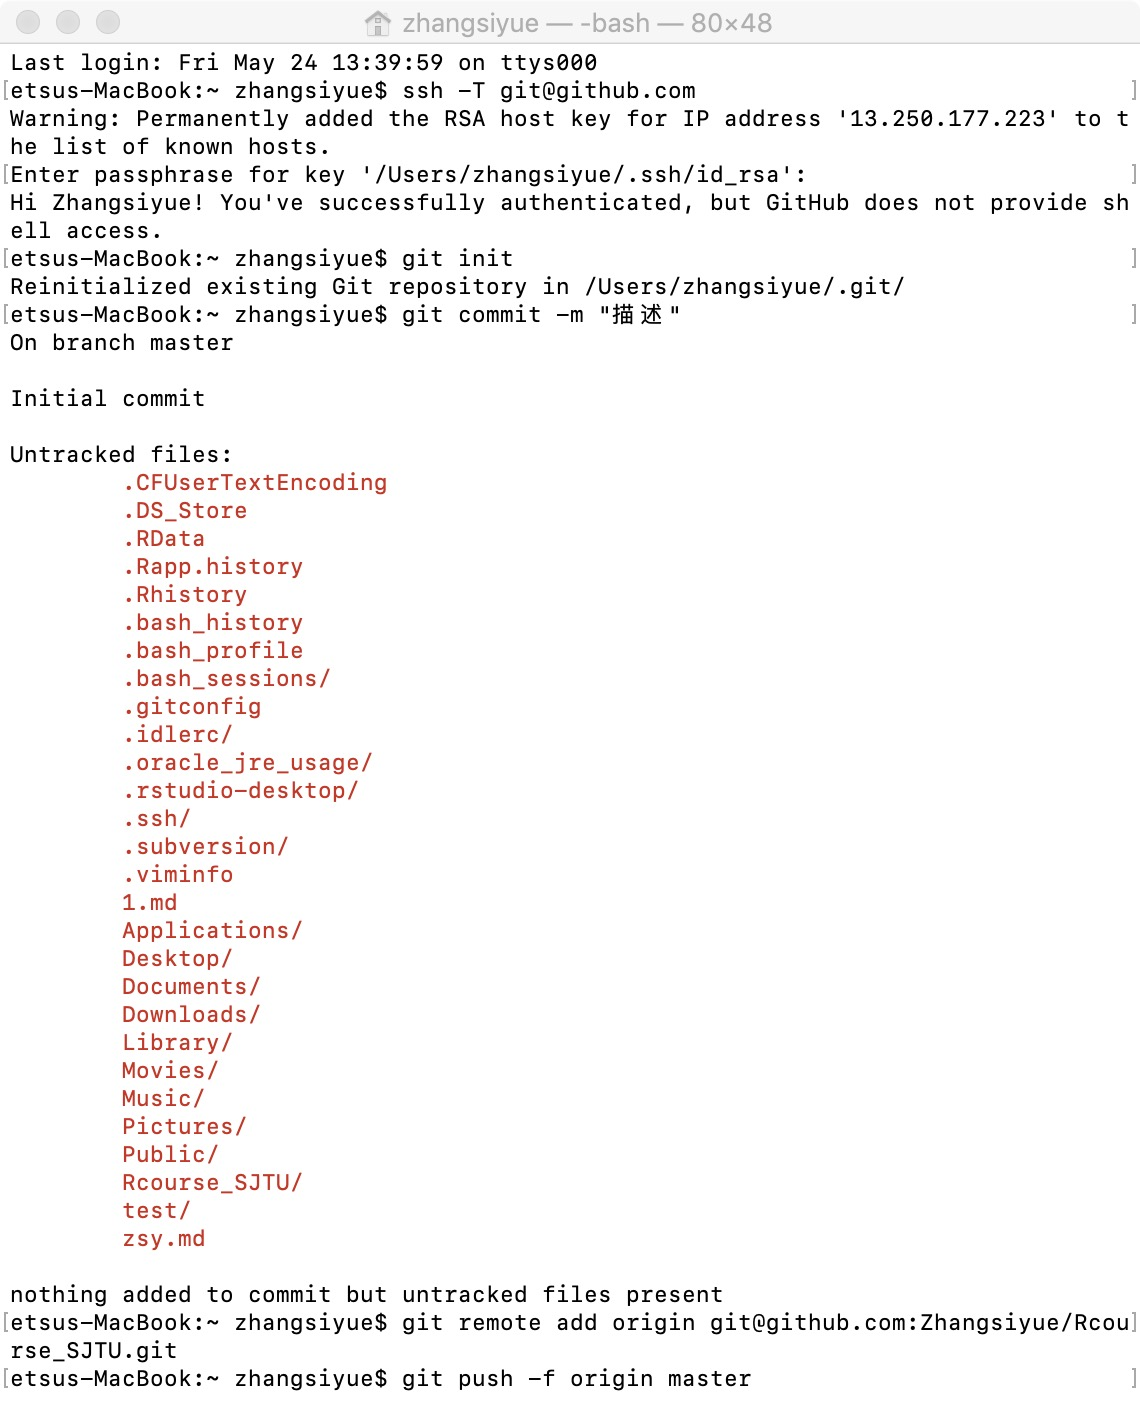 zhangsiyue — -bash — 80×48
Last login: Fri May 24 13:39:59 on ttys000
[etsus-MacBook:~ zhangsiyue$ ssh -T git@github.com ]
Warning: Permanently added the RSA host key for IP address '13.250.177.223' to t
he list of known hosts.
[Enter passphrase for key '/Users/zhangsiyue/.ssh/id_rsa': ]
Hi Zhangsiyue! You've successfully authenticated, but GitHub does not provide sh
ell access.
[etsus-MacBook:~ zhangsiyue$ git init ]
Reinitialized existing Git repository in /Users/zhangsiyue/.git/
[etsus-MacBook:~ zhangsiyue$ git commit -m "描述" ]
On branch master
Initial commit
Untracked files:
.CFUserTextEncoding
.DS_Store
.RData
.Rapp.history
.Rhistory
.bash_history
.bash_profile
.bash_sessions/
.gitconfig
.idlerc/
.oracle_jre_usage/
.rstudio-desktop/
.ssh/
.subversion/
.viminfo
1.md
Applications/
Desktop/
Documents/
Downloads/
Library/
Movies/
Music/
Pictures/
Public/
Rcourse_SJTU/
test/
zsy.md
nothing added to commit but untracked files present
[etsus-MacBook:~ zhangsiyue$ git remote add origin git@github.com:Zhangsiyue/Rcou]
rse_SJTU.git
[etsus-MacBook:~ zhangsiyue$ git push -f origin master ]